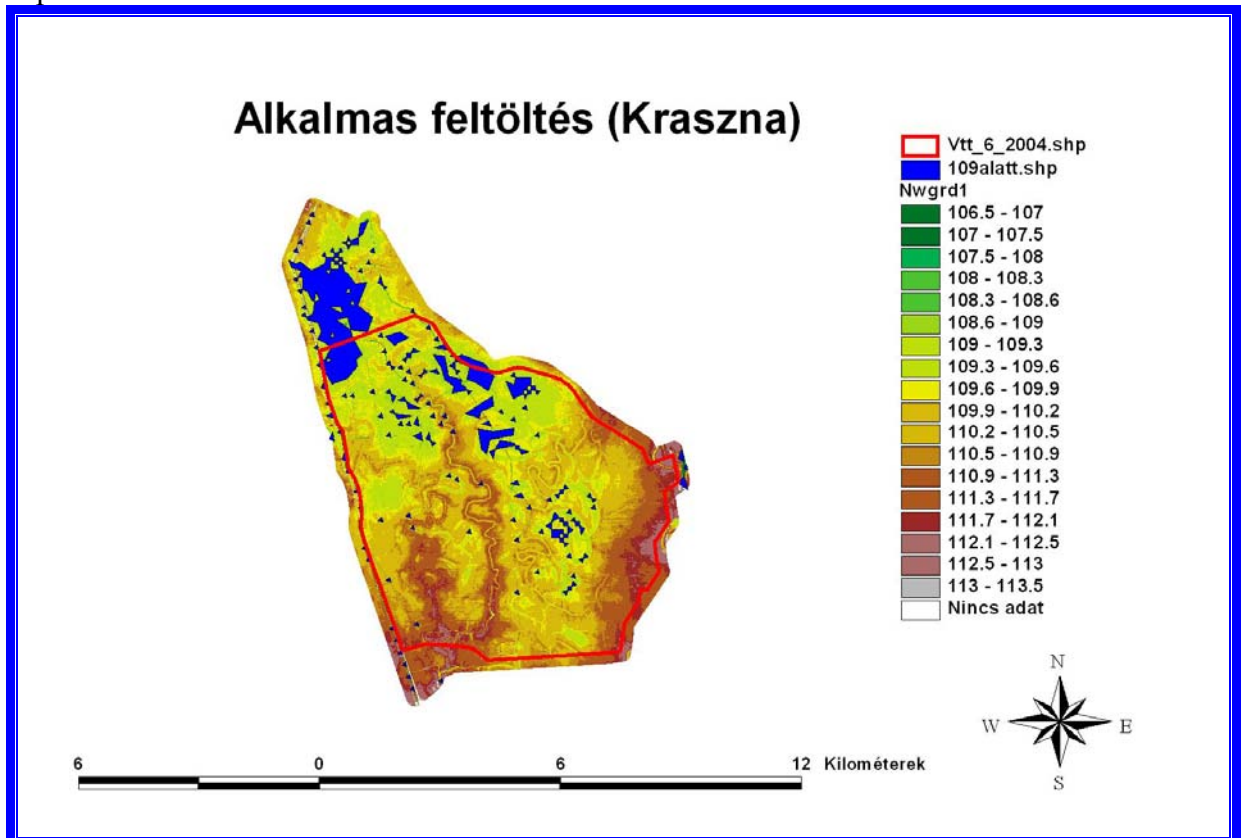 Alkalmas feltöltés (Kraszna)
Vtt_6_2004.shp
109alatt.shp
Nwgrd1
106.5 - 107
107 - 107.5
107.5 - 108
108 - 108.3
108.3 - 108.6
108.6 - 109
109 - 109.3
109.3 - 109.6
109.6 - 109.9
109.9 - 110.2
110.2 - 110.5
110.5 - 110.9
110.9 - 111.3
111.3 - 111.7
111.7 - 112.1
112.1 - 112.5
112.5 - 113
113 - 113.5
Nincs adat
N
W E
S
6 0 6 12 Kilométerek